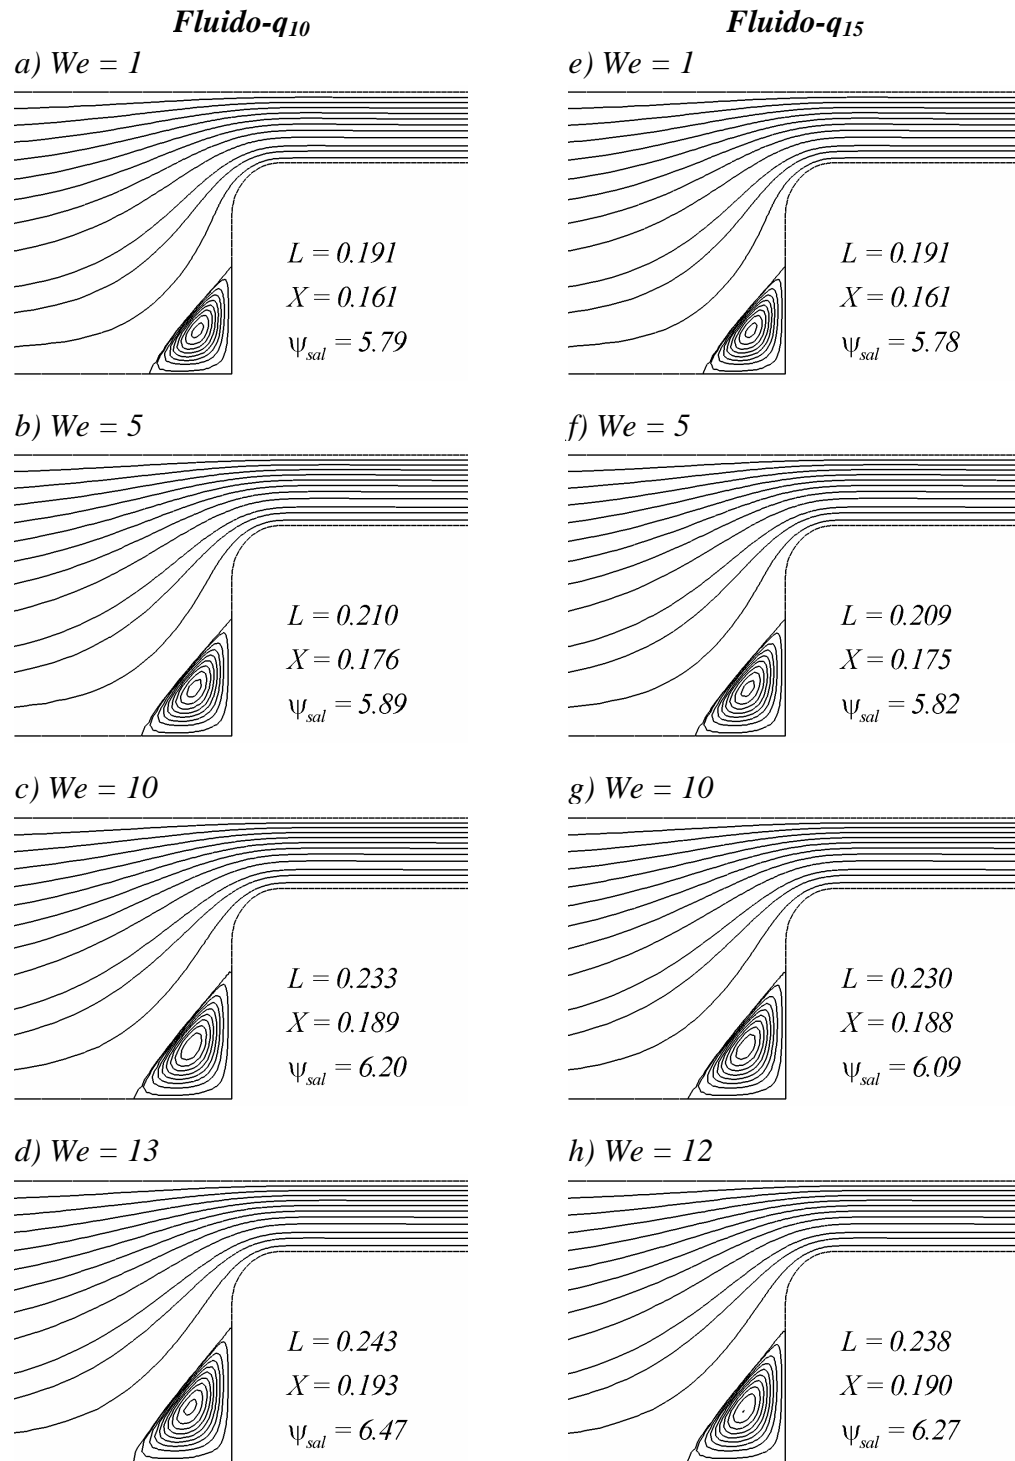 Fluido-q10
a) We = 1
L = 0.191
X = 0.161
ψsal = 5.79
b) We = 5
L = 0.210
X = 0.176
ψsal = 5.89
c) We = 10
L = 0.233
X = 0.189
ψsal = 6.20
d) We = 13
L = 0.243
X = 0.193
ψsal = 6.47
Fluido-q15
e) We = 1
L = 0.191
X = 0.161
ψsal = 5.78
f) We = 5
L = 0.209
X = 0.175
ψsal = 5.82
g) We = 10
L = 0.230
X = 0.188
ψsal = 6.09
h) We = 12
L = 0.238
X = 0.190
ψsal = 6.27